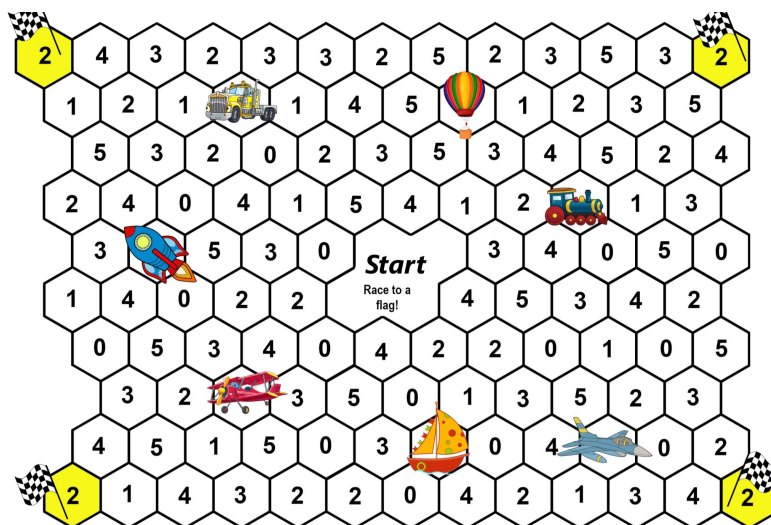 2 4 3 2 3 3 2 5 2 3 5 3 2
1 2 1 1 4 5 1 2 3 5
5 3 2 0 2 3 5 3 4 5 2 4
2 4 0 4 1 5 4 1 2 1 3
3 5 3 0 Start 3 4 0 5 0
Race to a
flag!
1 4 0 2 2 4 5 3 4 2
0 5 3 4 0 4 2 2 0 1 0 5
3 2 3 5 0 1 3 5 2 3
4 5 1 5 0 3 0 4 0 2
2 1 4 3 2 2 0 4 2 1 3 4 2